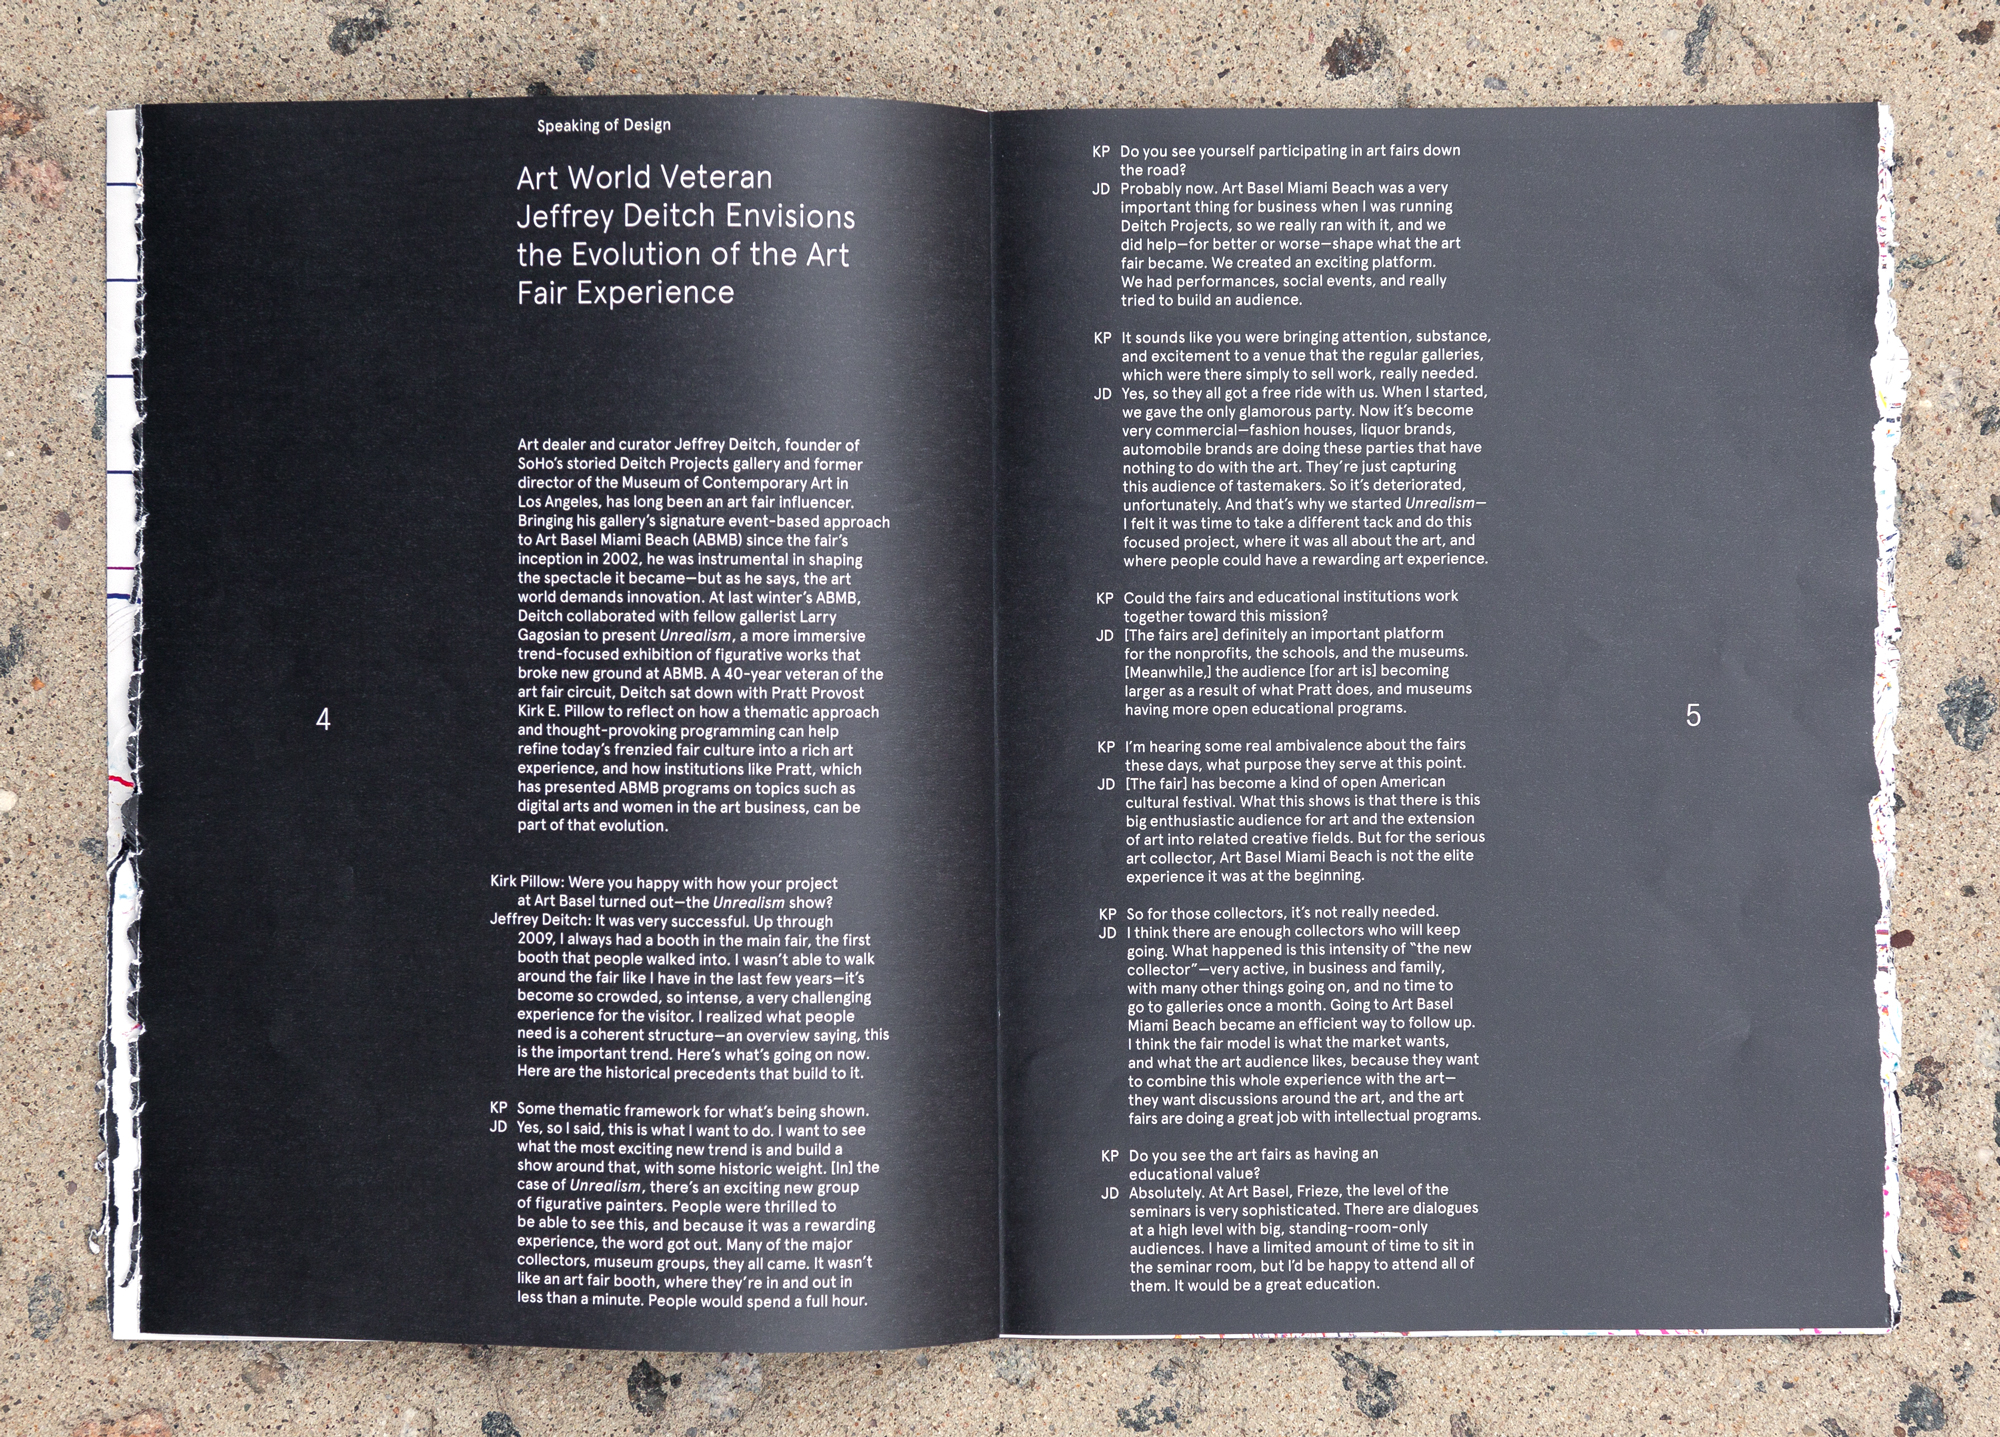 Speaking of Design
Art World Veteran
Jeffrey Deitch Envisions
the Evolution of the Art
Fair Experience
Art dealer and curator Jeffrey Deitch, founder of
SoHo's storied Deitch Projects gallery and former
director of the Museum of Contemporary Art in
Los Angeles, has long been an art fair influencer.
Bringing his gallery's signature event-based approach
to Art Basel Miami Beach (ABMB) since the fair's
inception in 2002, he was instrumental in shaping
the spectacle it became—but as he says, the art
world demands innovation. At last winter's ABMB,
Deitch collaborated with fellow gallerist Larry
Gagosian to present Unrealism, a more immersive
trend-focused exhibition of figurative works that
broke new ground at ABMB. A 40-year veteran of the
art fair circuit, Deitch sat down with Pratt Provost
Kirk E. Pillow to reflect on how a thematic approach
and thought-provoking programming can help
refine today's frenzied fair culture into a rich art
experience, and how institutions like Pratt, which
has presented ABMB programs on topics such as
digital arts and women in the art business, can be
part of that evolution.
4
Kirk Pillow: Were you happy with how your project
at Art Basel turned out—the Unrealism show?
Jeffrey Deitch: It was very successful. Up through
2009, I always had a booth in the main fair, the first
booth that people walked into. I wasn't able to walk
around the fair like I have in the last few years—it's
become so crowded, so intense, a very challenging
experience for the visitor. I realized what people
need is a coherent structure—an overview saying, this
is the important trend. Here's what's going on now.
Here are the historical precedents that build to it.
KP Some thematic framework for what's being shown.
JD Yes, so I said, this is what I want to do. I want to see
what the most exciting new trend is and build a
show around that, with some historic weight. [In] the
case of Unrealism, there's an exciting new group
of figurative painters. People were thrilled to
be able to see this, and because it was a rewarding
experience, the word got out. Many of the major
collectors, museum groups, they all came. It wasn't
like an art fair booth, where they're in and out in
less than a minute. People would spend a full hour.
KP Do you see yourself participating in art fairs down
the road?
JD Probably now. Art Basel Miami Beach was a very
important thing for business when I was running
Deitch Projects, so we really ran with it, and we
did help—for better or worse—shape what the art
fair became. We created an exciting platform.
We had performances, social events, and really
tried to build an audience.
KP It sounds like you were bringing attention, substance,
and excitement to a venue that the regular galleries,
which were there simply to sell work, really needed.
JD Yes, so they all got a free ride with us. When I started,
we gave the only glamorous party. Now it's become
very commercial—fashion houses, liquor brands,
automobile brands are doing these parties that have
nothing to do with the art. They're just capturing
this audience of tastemakers. So it's deteriorated,
unfortunately. And that's why we started Unrealism—
I felt it was time to take a different tack and do this
focused project, where it was all about the art, and
where people could have a rewarding art experience.
KP Could the fairs and educational institutions work
together toward this mission?
JD [The fairs are] definitely an important platform
for the nonprofits, the schools, and the museums.
[Meanwhile,] the audience [for art is] becoming
larger as a result of what Pratt does, and museums
having more open educational programs.
KP I'm hearing some real ambivalence about the fairs
these days, what purpose they serve at this point.
JD [The fair] has become a kind of open American
cultural festival. What this shows is that there is this
big enthusiastic audience for art and the extension
of art into related creative fields. But for the serious
art collector, Art Basel Miami Beach is not the elite
experience it was at the beginning.
KP So for those collectors, it's not really needed.
JD I think there are enough collectors who will keep
going. What happened is this intensity of "the new
collector"—very active, in business and family,
with many other things going on, and no time to
go to galleries once a month. Going to Art Basel
Miami Beach became an efficient way to follow up.
I think the fair model is what the market wants,
and what the art audience likes, because they want
to combine this whole experience with the art—
they want discussions around the art, and the art
fairs are doing a great job with intellectual programs.
KP Do you see the art fairs as having an
educational value?
JD Absolutely. At Art Basel, Frieze, the level of the
seminars is very sophisticated. There are dialogues
at a high level with big, standing-room-only
audiences. I have a limited amount of time to sit in
the seminar room, but I'd be happy to attend all of
them. It would be a great education.
5